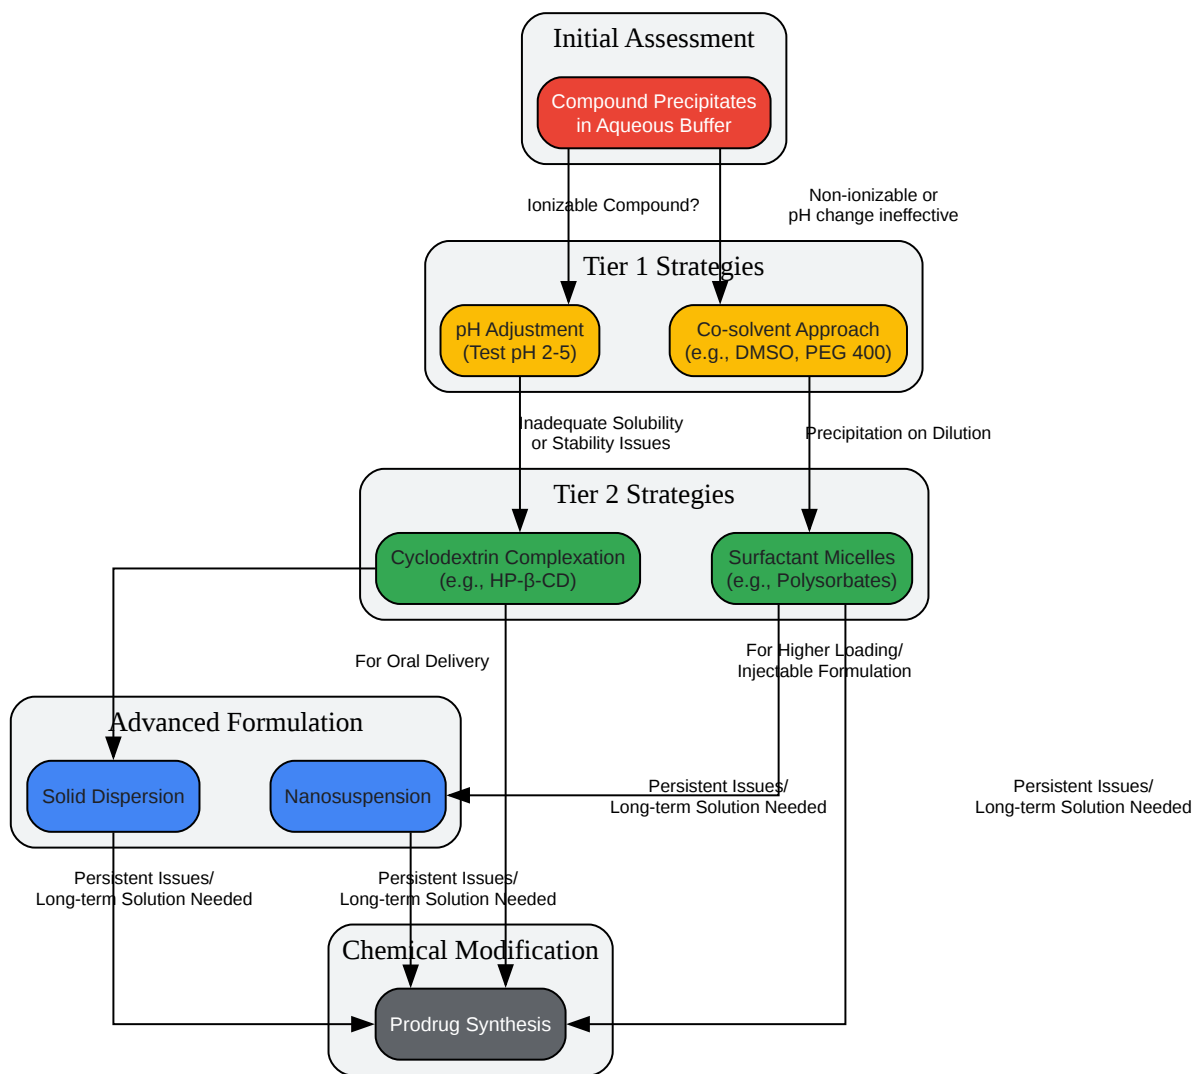 Initial Assessment
Compound Precipitates
in Aqueous Buffer
Ionizable Compound?
Non-ionizable or
pH change ineffective
Tier 1 Strategies
pH Adjustment
(Test pH 2-5)
Co-solvent Approach
(e.g., DMSO, PEG 400)
Inadequate Solubility
or Stability Issues
Precipitation on Dilution
Tier 2 Strategies
Cyclodextrin Complexation
(e.g., HP-β-CD)
Surfactant Micelles
(e.g., Polysorbates)
For Oral Delivery
For Higher Loading/
Injectable Formulation
Advanced Formulation
Solid Dispersion
Nanosuspension
Persistent Issues/
Long-term Solution Needed
Persistent Issues/
Long-term Solution Needed
Persistent Issues/
Long-term Solution Needed
Persistent Issues/
Long-term Solution Needed
Chemical Modification
Prodrug Synthesis